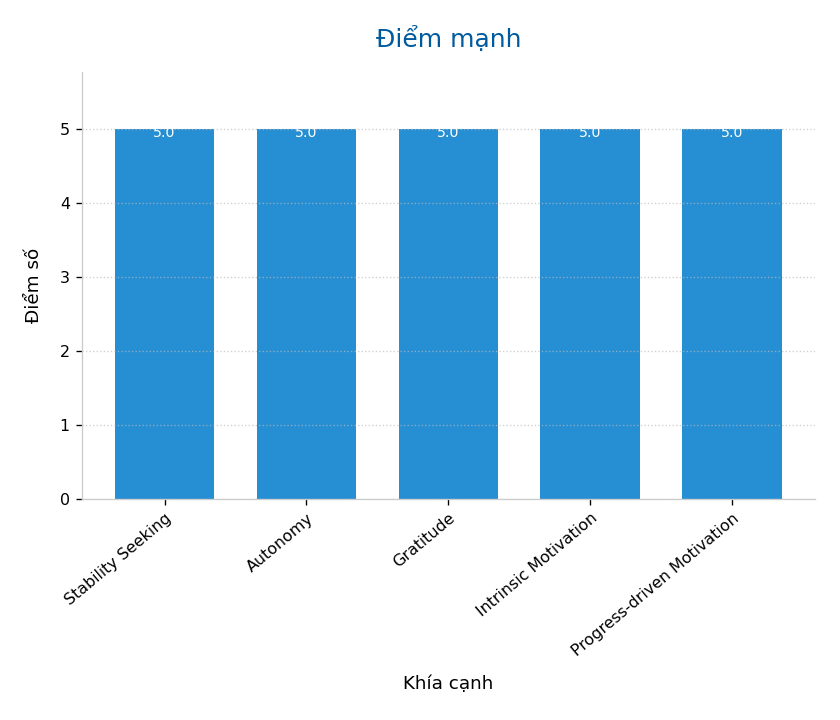 Điểm mạnh
Điểm số
5
4
3
2
1
0
5.0 5.0 5.0 5.0 5.0
Stability Seeking
Autonomy
Gratitude
Intrinsic Motivation
Progress-driven Motivation
Khía cạnh